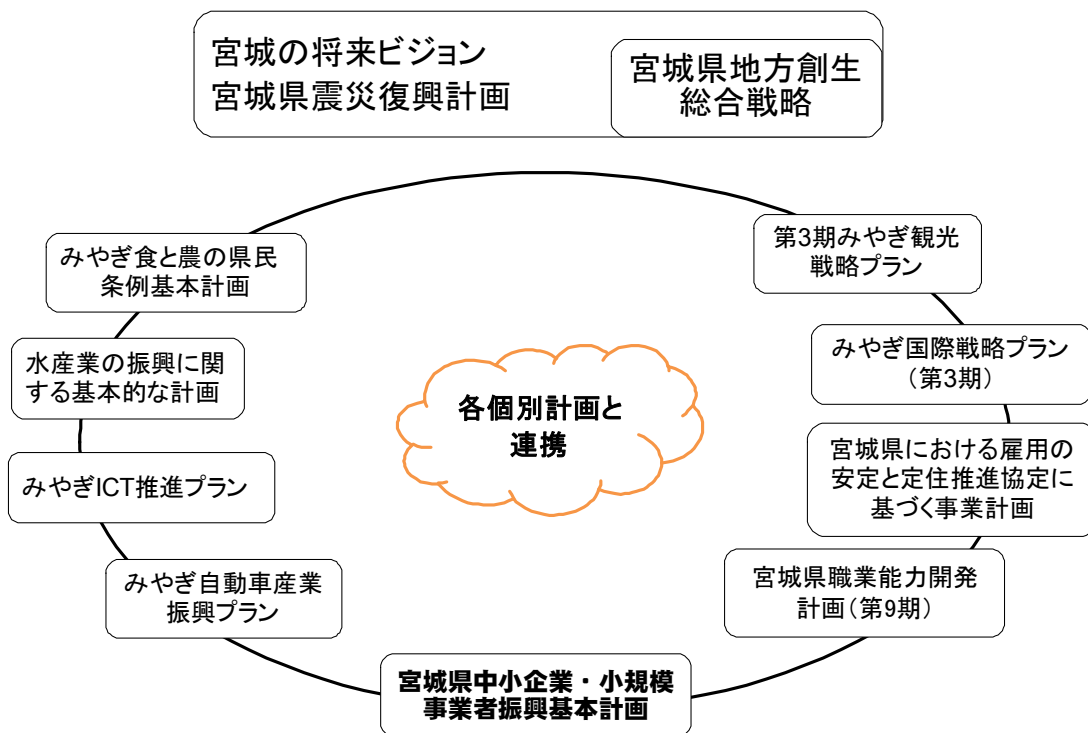 宮城の将来ビジョン
宮城県震災復興計画
宮城県地方創生
総合戦略
みやぎ食と農の県民
条例基本計画
第3期みやぎ観光
戦略プラン
水産業の振興に関
する基本的な計画
みやぎ国際戦略プラン
(第3期)
各個別計画と
連携
みやぎICT推進プラン
宮城県における雇用の
安定と定住推進協定に
基づく事業計画
みやぎ自動車産業
振興プラン
宮城県職業能力開発
計画(第9期)
宮城県中小企業・小規模
事業者振興基本計画